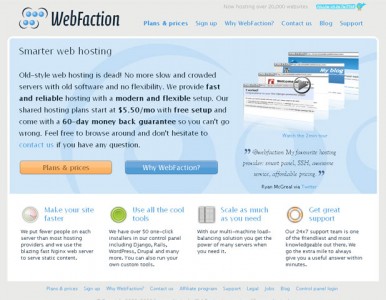 Now hosting over 30,000 websites
WebFaction
Plans & prices Sign up Why WebFaction? Contact us Blog Support
Smarter web hosting
Old-style web hosting is dead! No more slow and crowded
servers with old software and no flexibility. We provide fast
and reliable hosting with a modern and flexible setup. Our
shared hosting plans start at $5.50/mo with free setup and
come with a 60-day money back guarantee so you can't go
wrong. Feel free to browse around and don't hesitate to
contact us if you have any question.
Plans & prices Why WebFaction?
My blog
Watch the 2min tour
" @webfaction My favourite hosting
provider: smart panel, SSH, awesome
service, affordable pricing. "
Ryan McGreal via Twitter
Make your site
faster
We put fewer people on each
server than most hosting
providers and we use the
blazing fast Nginx web server
to serve static content.
Use all the cool
tools
We have over 50 one-click
installers in our control panel
including Django, Rails,
WordPress, Drupal and many
more. You can also run your
own custom tools.
Scale as much
as you need
With our multi-machine load-
balancing solution you get the
power of many servers when
you need it.
Get great
support
Our 24x7 support team is one
of the friendliest and most
knowledgeable out there. We
go the extra mile to give you
a useful answer as quickly as
possible.
Plans & prices Sign up Why WebFaction? Contact us Affiliate program Support Legal Jobs Blog Control panel login